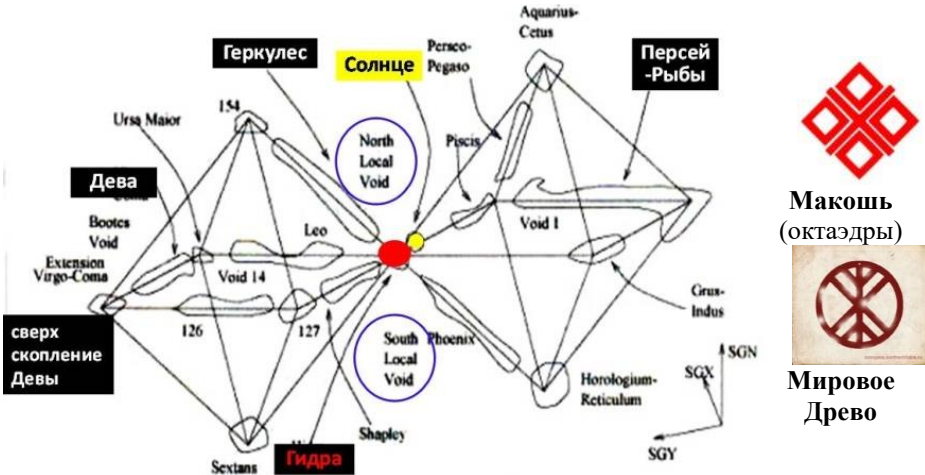 Aquarius-
Cetus
Геркулес
Солнце
Perseo-
Pegaso
Персей
-Рыбы
154
Ursa Maior
North
Local
Void
Piscis
Дева
Bootes
Void
Leo
Void 1
Extension
Virgo-Coma
Void 14
126
127
Grus-
Indus
сверх
скопление
Девы
South Phoenix
Local
Void
Horologium-
Reticulum
SGN
SGX
SGY
Shapley
Sextans
Гидра
Макошь
(октаэдры)
Мировое
Древо